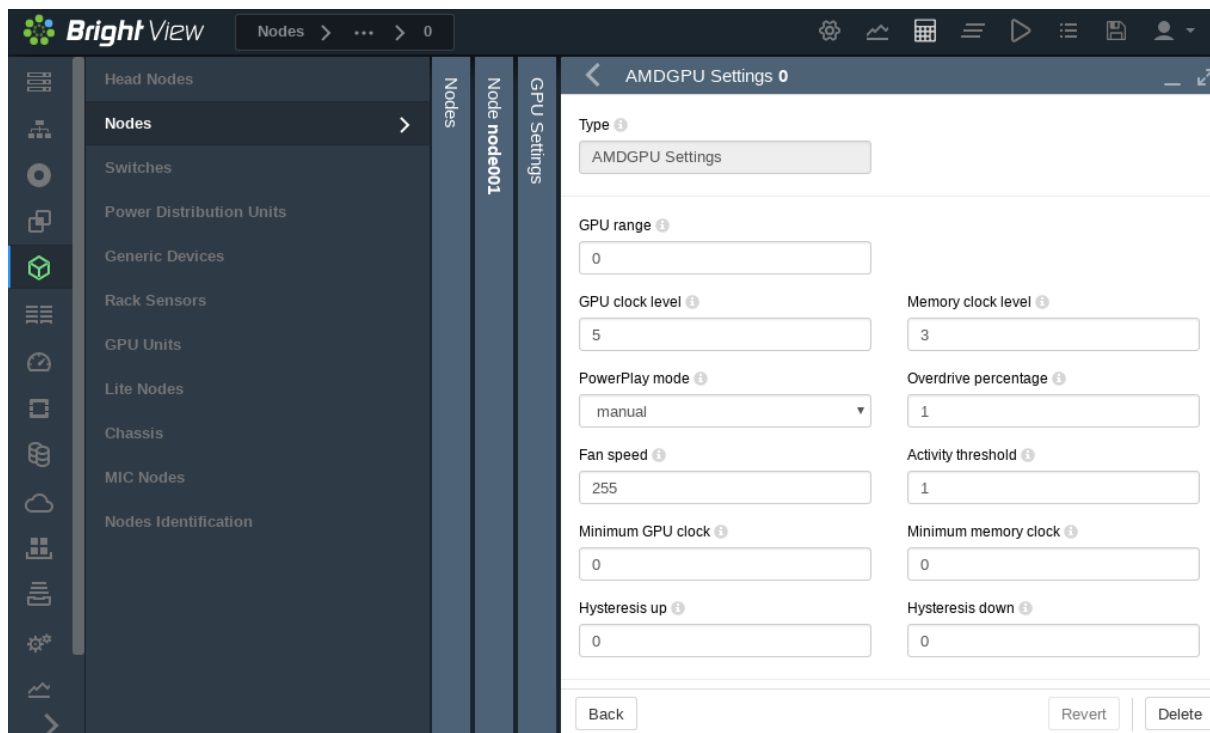 Bright View
Nodes ... 0
Head Nodes
Nodes
Switches
Power Distribution Units
Generic Devices
Rack Sensors
GPU Units
Lite Nodes
Chassis
MIC Nodes
Nodes Identification
Nodes
Node node001
GPU Settings
AMDGPU Settings 0
Type
AMDGPU Settings
GPU range
0
GPU clock level Memory clock level
5 3
PowerPlay mode Overdrive percentage
manual 1
Fan speed Activity threshold
255 1
Minimum GPU clock Minimum memory clock
0 0
Hysteresis up Hysteresis down
0 0
Back Revert Delete